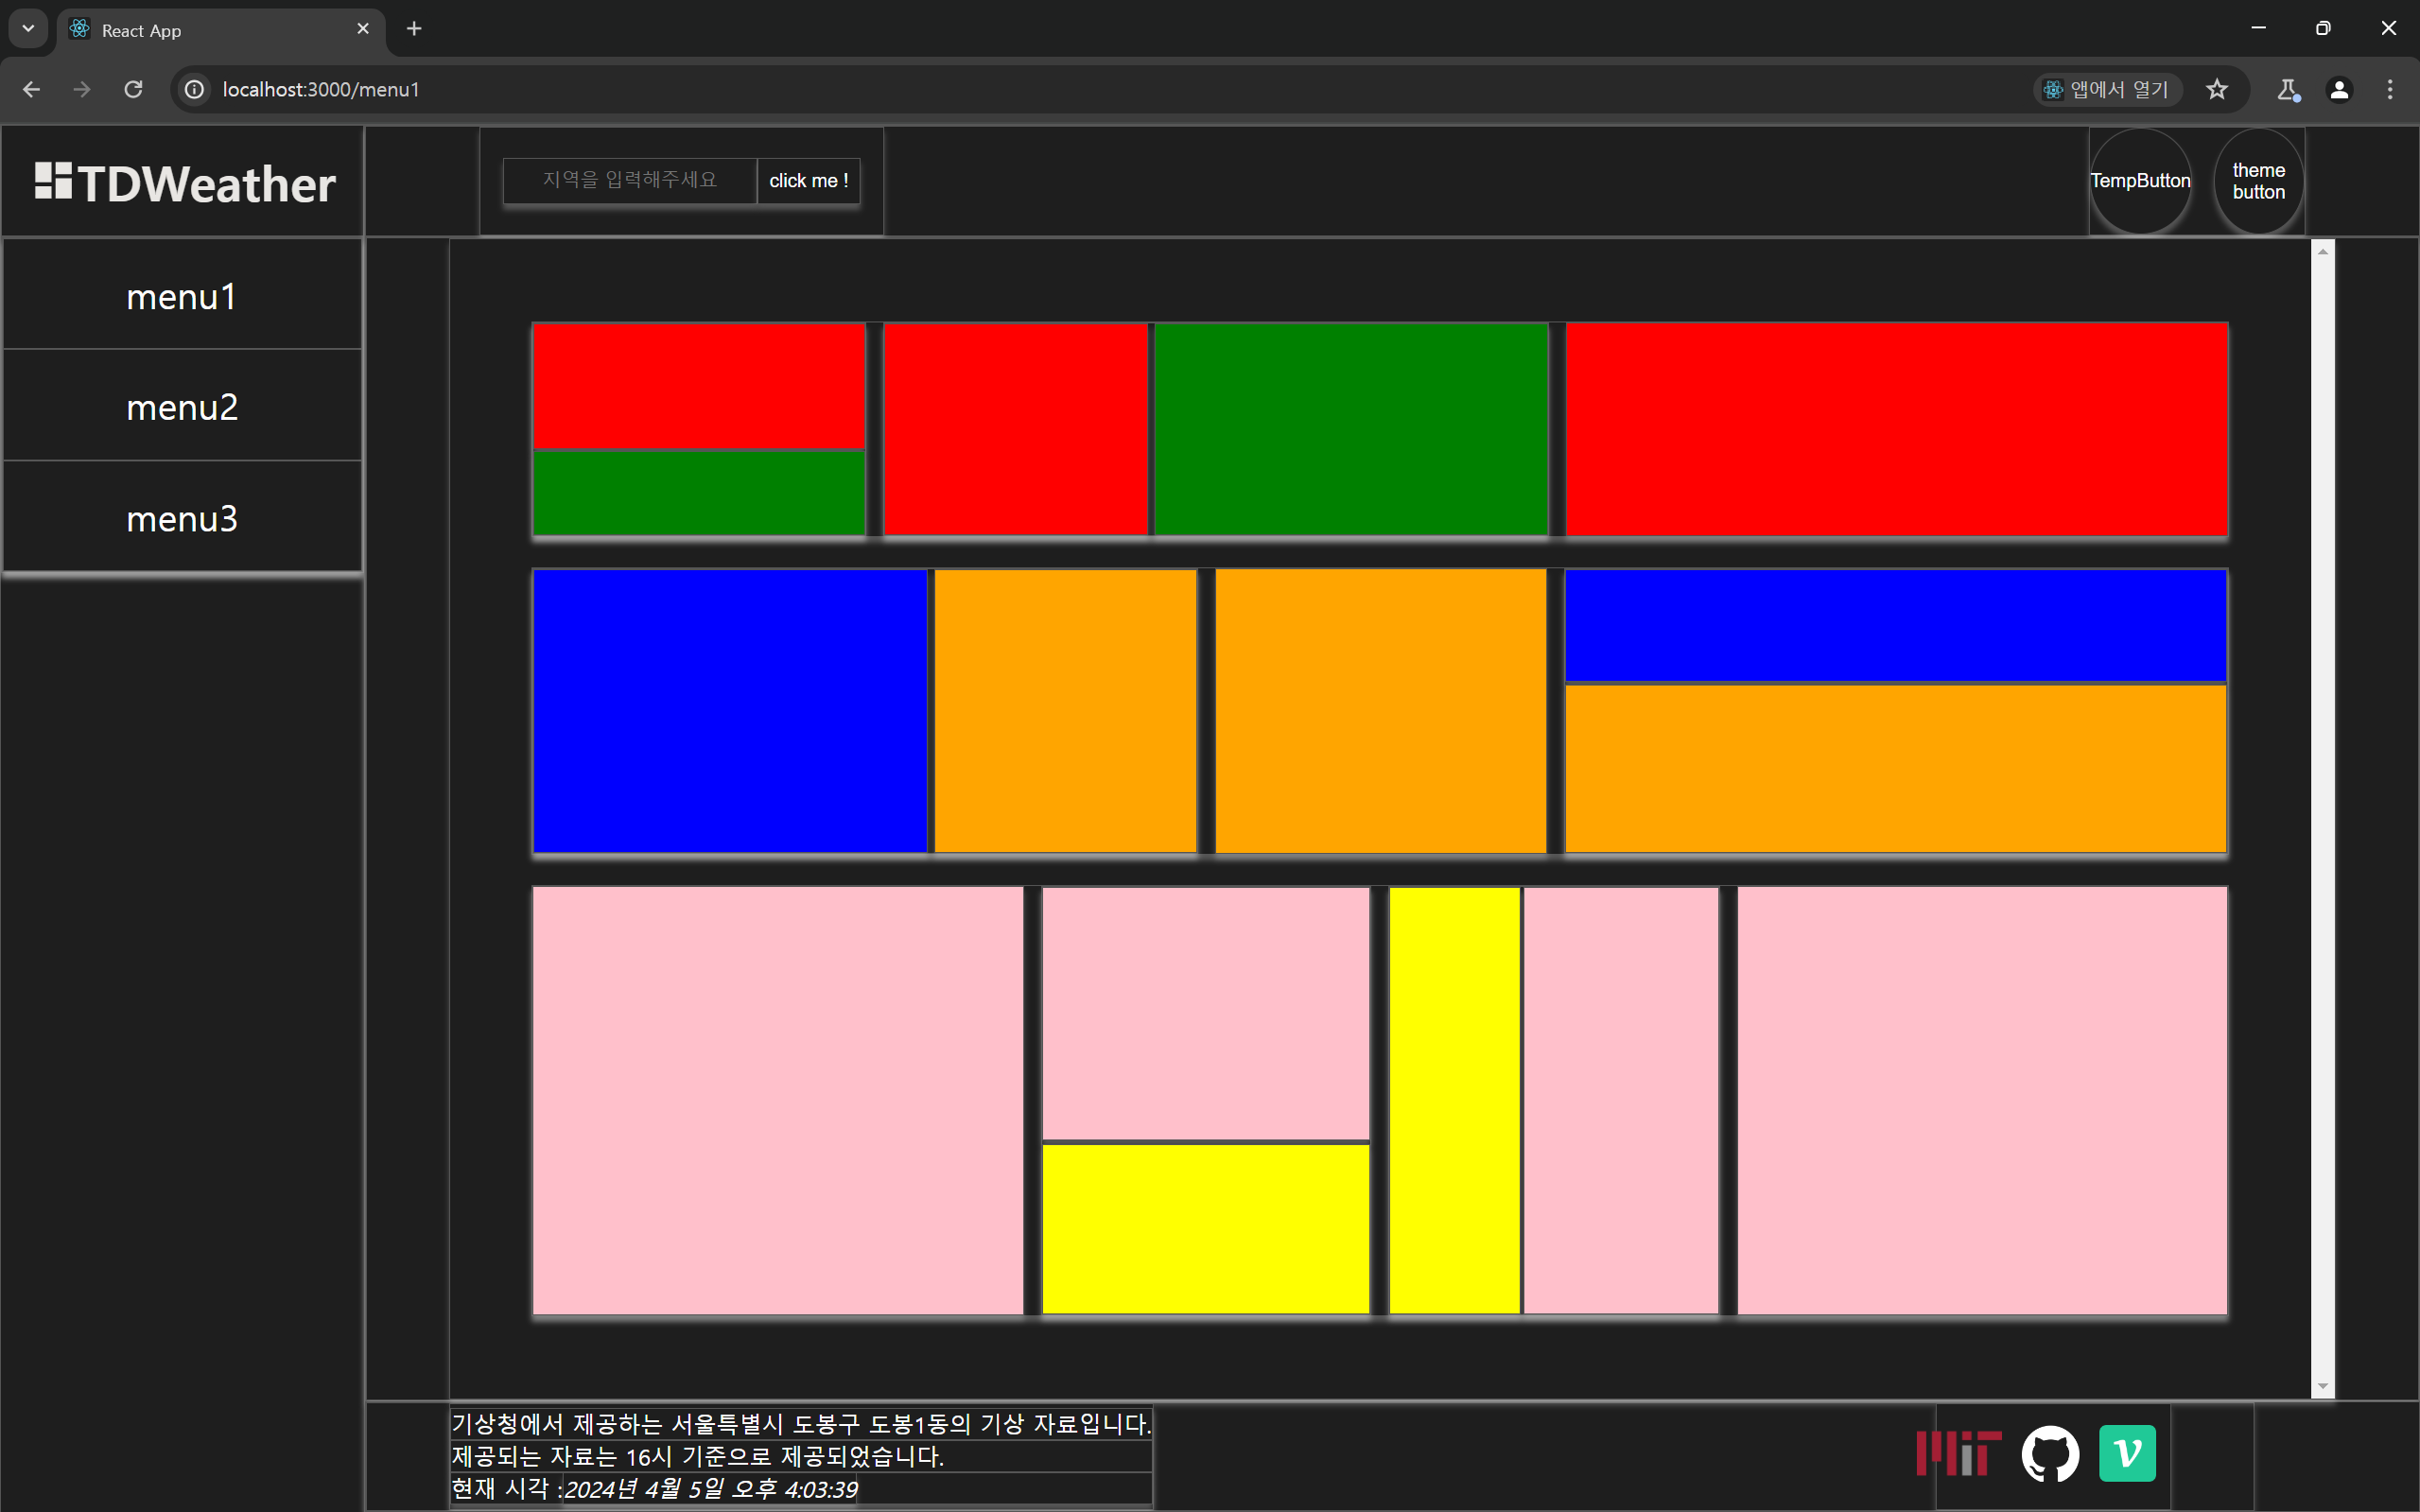 React App
localhost:3000/menu1
앱에서 열기
TDWeather
지역을 입력해주세요
click me !
TempButton
theme
button
menu1
menu2
menu3
기상청에서 제공하는 서울특별시 도봉구 도봉1동의 기상 자료입니다.
제공되는 자료는 16시 기준으로 제공되었습니다.
현재 시각 :2024년 4월 5일 오후 4:03:39
MiT
v